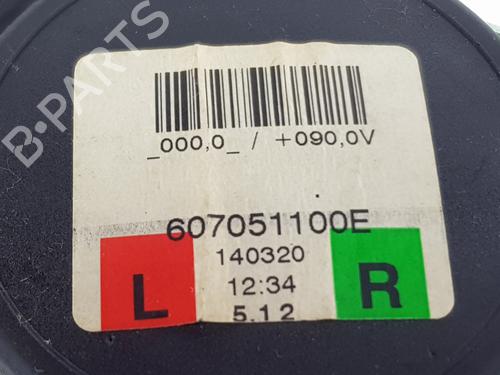 _000,0_ / +090,0V
607051100E
140320
L
12:34
R
5.12
B-PARTS